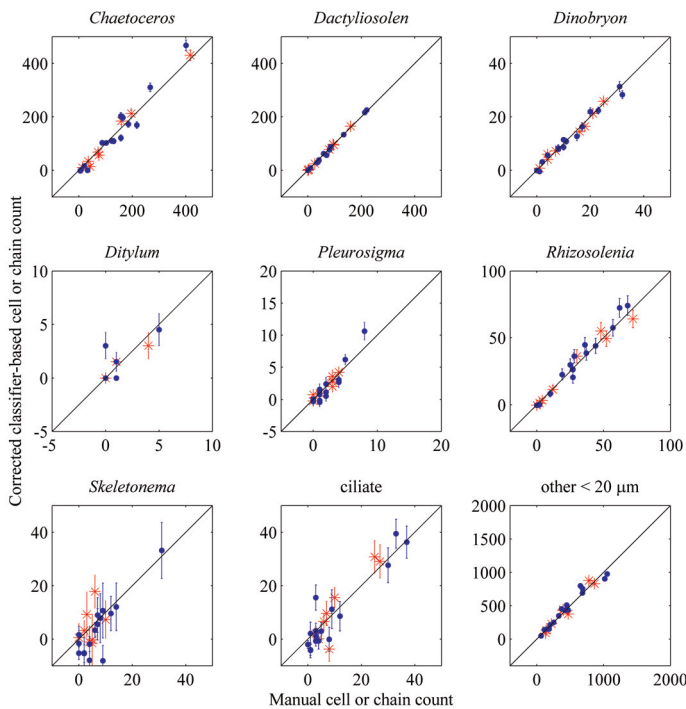 Chaetoceros
Dactyliosolen
Dinobryon
400
200
0
0 200 400
400
200
0
0 200 400
40
20
0
0 20 40
Ditylum
Pleurosigma
Rhizosolenia
10
5
0
-5
-5 0 5 10
20
15
10
5
0
-5
0 10 20
100
50
0
0 50 100
Skeletonema
ciliate
other < 20 µm
40
20
0
0 20 40
40
20
0
0 20 40
2000
1500
1000
500
0
0 1000 2000
Corrected classifier-based cell or chain count
Manual cell or chain count